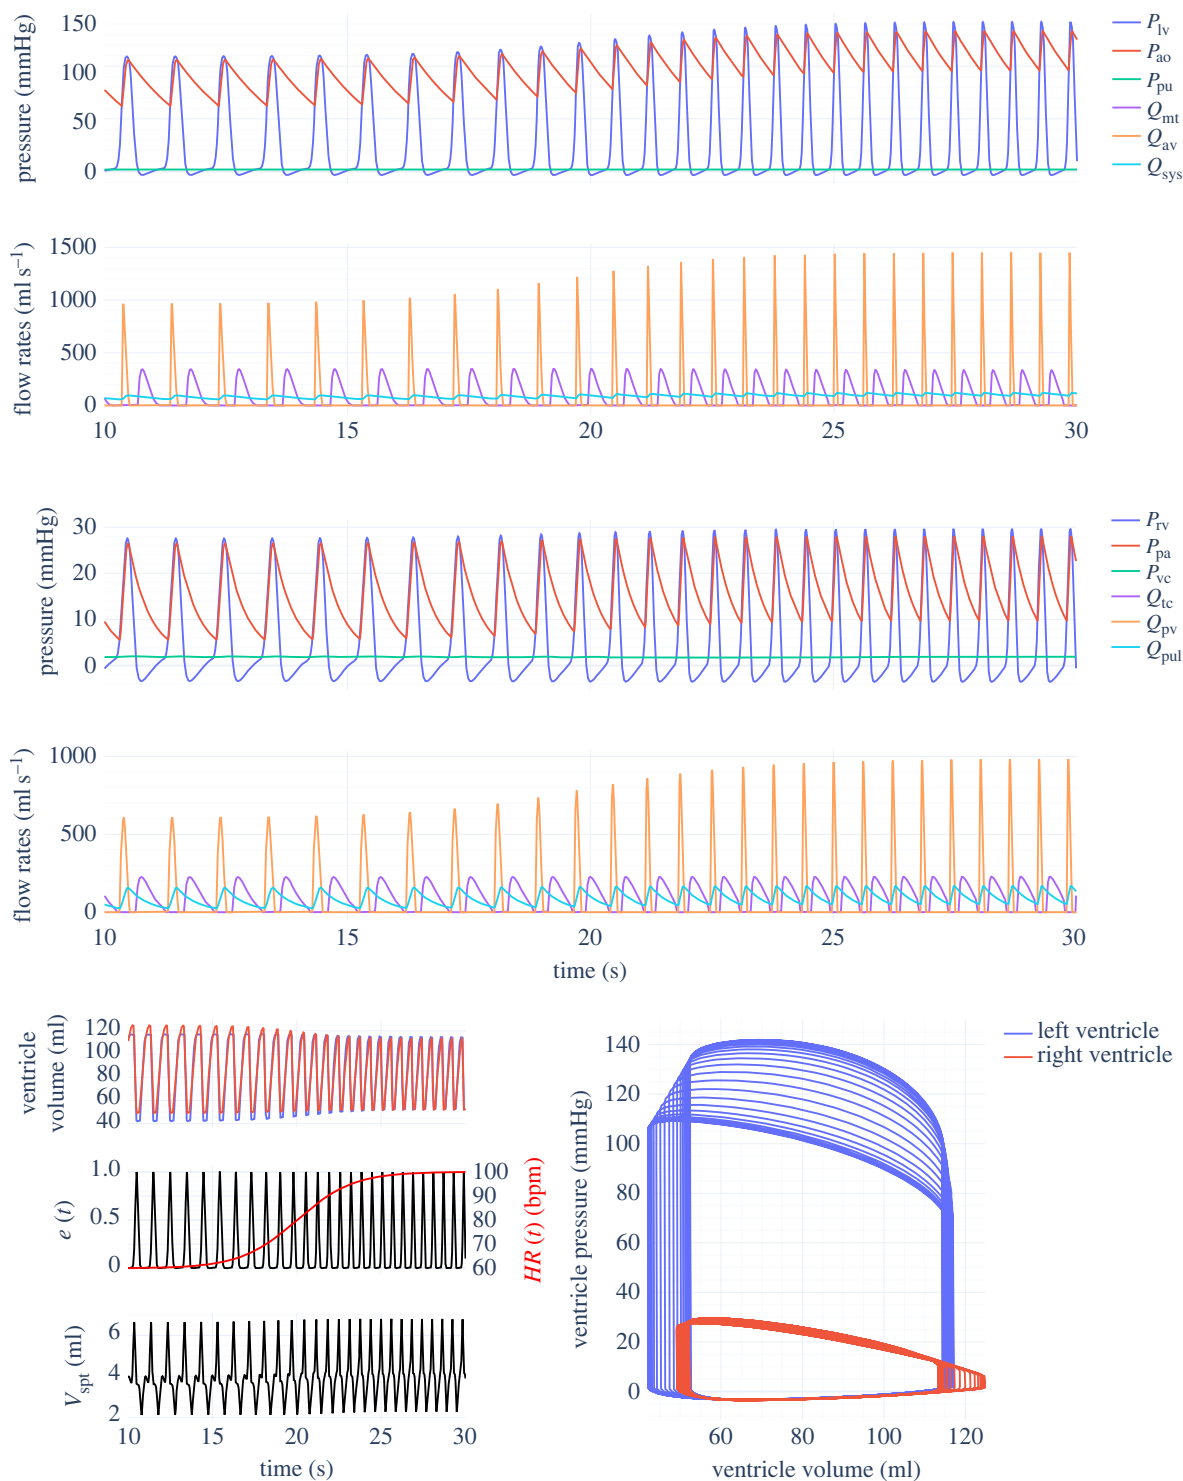 pressure (mmHg)
150
100
50
0
P_lv
P_ao
P_pu
Q_mt
Q_av
Q_sys
flow rates (ml s⁻¹)
1500
1000
500
0
10 15 20 25 30
pressure (mmHg)
30
20
10
0
P_rv
P_pa
P_vc
Q_tc
Q_pv
Q_pul
flow rates (ml s⁻¹)
1000
500
0
10 15 20 25 30
time (s)
ventricle
volume (ml)
120
100
80
60
40
e (t)
1.0
0.5
0
100
90
80
70
60
HR (t) (bpm)
V_spt (ml)
6
4
2
10 15 20 25 30
time (s)
ventricle pressure (mmHg)
140
120
100
80
60
40
20
0
60 80 100 120
ventricle volume (ml)
left ventricle
right ventricle